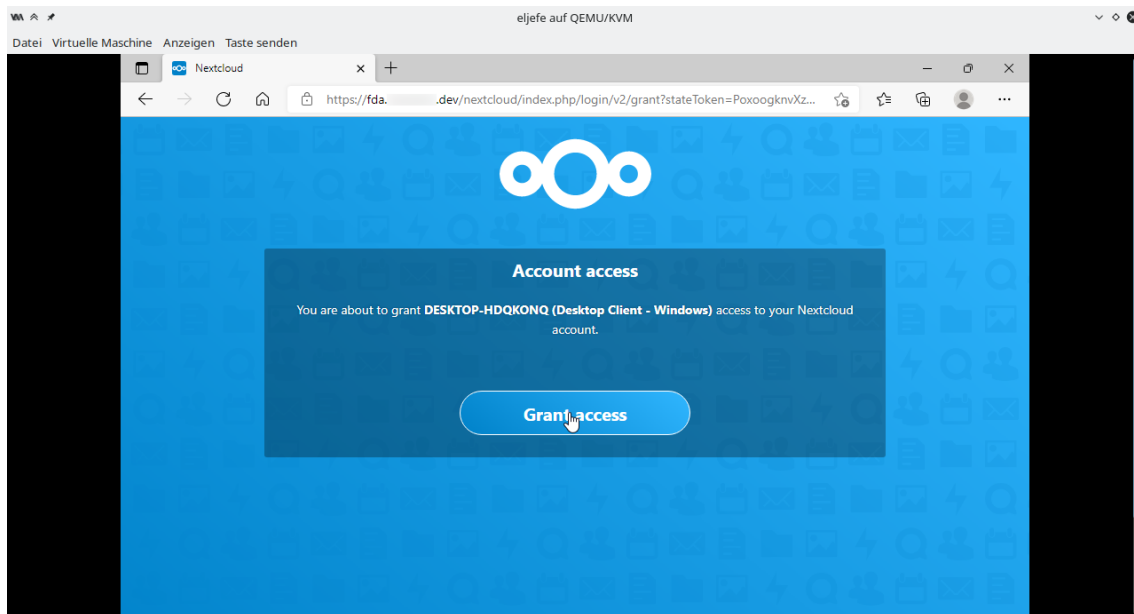 eljefe auf QEMU/KVM
Datei Virtuelle Maschine Anzeigen Taste senden
Nextcloud
https://fda. .dev/nextcloud/index.php/login/v2/grant?stateToken=PoxoogknvXz...
Account access
You are about to grant DESKTOP-HDQKONQ (Desktop Client - Windows) access to your Nextcloud
account.
Grant access